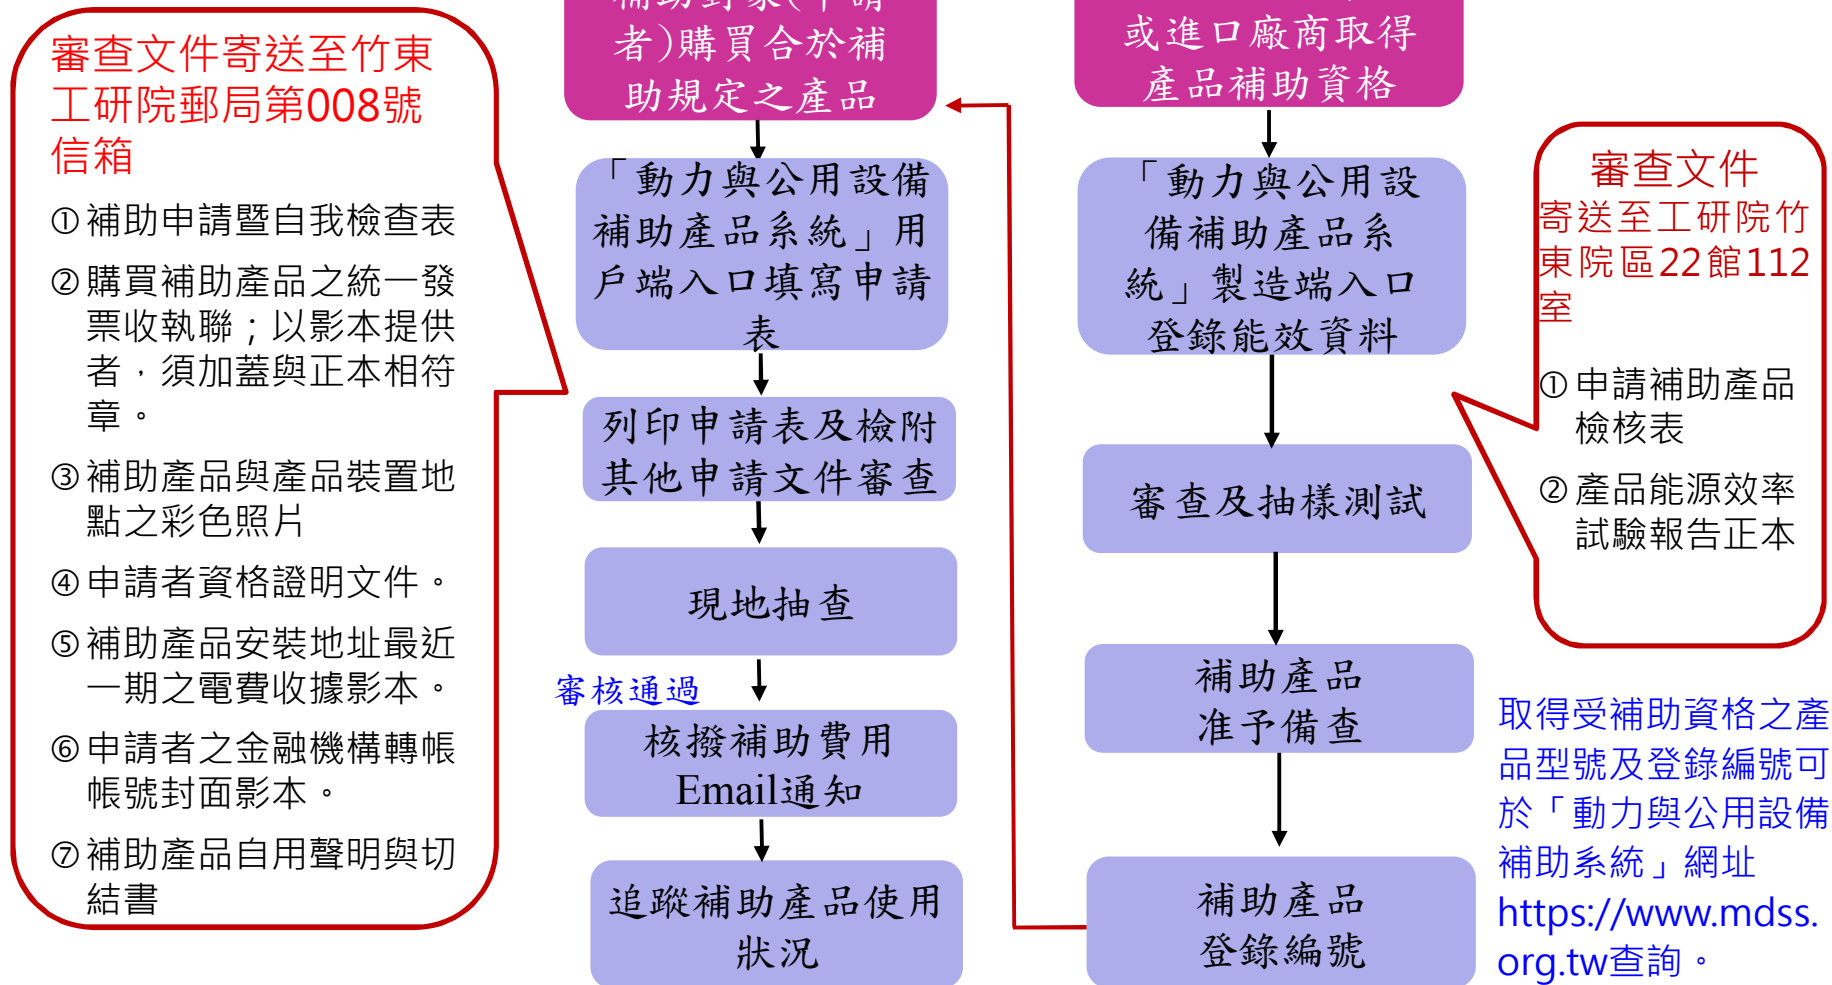 審查文件寄送至竹東
工研院郵局第008號
信箱
①補助申請暨自我檢查表
②購買補助產品之統一發
票收執聯；以影本提供
者，須加蓋與正本相符
章。
③補助產品與產品裝置地
點之彩色照片
④申請者資格證明文件。
⑤補助產品安裝地址最近
一期之電費收據影本。
⑥申請者之金融機構轉帳
帳號封面影本。
⑦補助產品自用聲明與切
結書
補助對象(申請
者)購買合於補
助規定之產品
「動力與公用設備
補助產品系統」用
戶端入口填寫申請
表
列印申請表及檢附
其他申請文件審查
現地抽查
審核通過
核撥補助費用
Email通知
追蹤補助產品使用
狀況
或進口廠商取得
產品補助資格
「動力與公用設
備補助產品系
統」製造端入口
登錄能效資料
審查及抽樣測試
補助產品
准予備查
補助產品
登錄編號
審查文件
寄送至工研院竹
東院區22館112
室
①申請補助產品
檢核表
②產品能源效率
試驗報告正本
取得受補助資格之產
品型號及登錄編號可
於「動力與公用設備
補助系統」網址
https://www.mdss.
org.tw查詢。